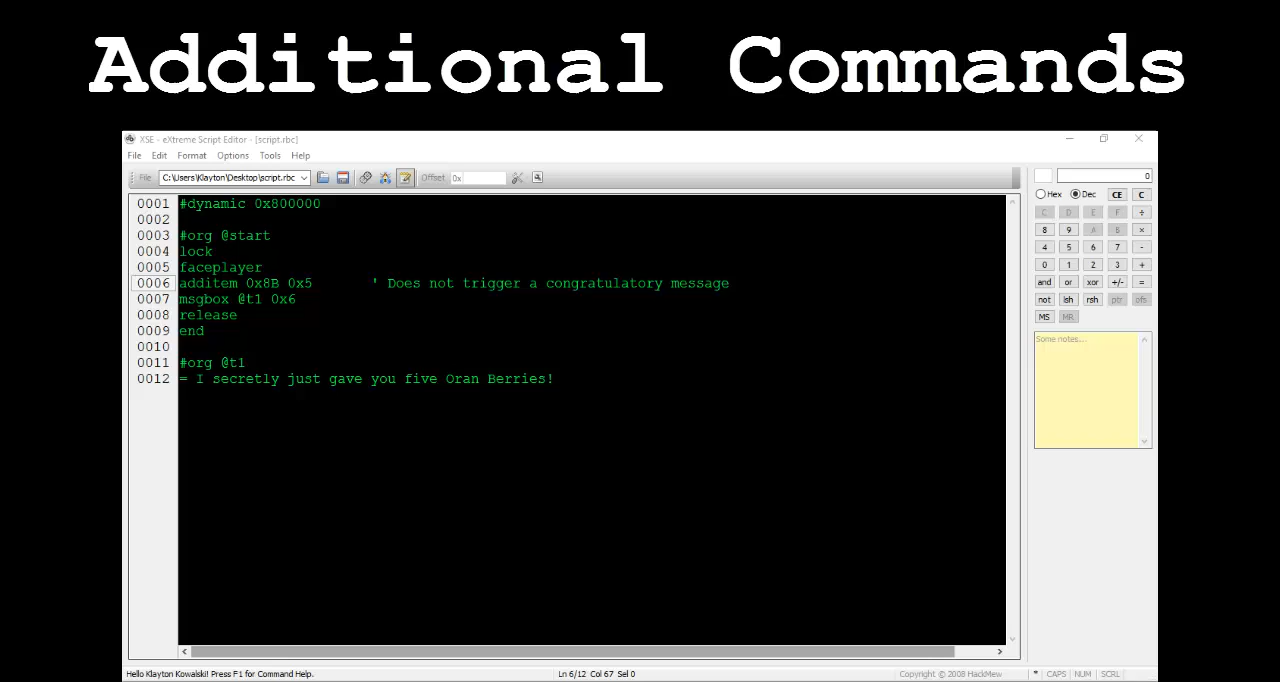 Additional Commands
XSE - eXtreme Script Editor - [script.rbc]
File Edit Format Options Tools Help
File C:\Users\Klayton\Desktop\script.rbc Offset 0x
0
Hex Dec CE C
0001 #dynamic 0x800000
0002
0003 #org @start
0004 lock
0005 faceplayer
0006 additem 0x8B 0x5 ' Does not trigger a congratulatory message
0007 msgbox @t1 0x6
0008 release
0009 end
0010
0011 #org @t1
0012 = I secretly just gave you five Oran Berries!
C D E F ÷
8 9 A B ×
4 5 6 7 -
0 1 2 3 +
and or xor +/- =
not lsh rsh ptr ofs
MS MR
Some notes...
Hello Klayton Kowalski! Press F1 for Command Help. Ln 6/12 Col 67 Sel 0 Copyright © 2008 HackMew * CAPS NUM SCRL